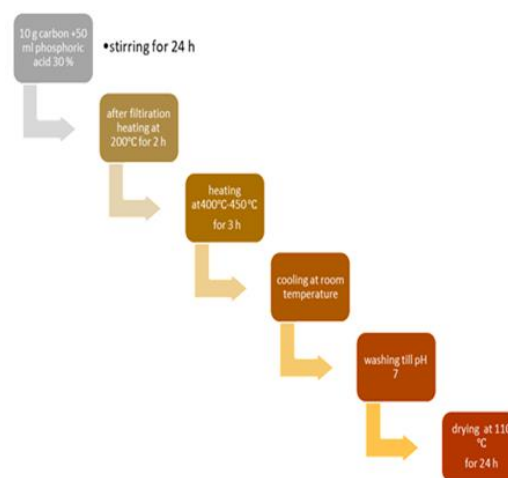 10 g carbon +50
ml phosphoric
acid 30 %
•stirring for 24 h
after filtiration
heating at
200°C for 2 h
heating
at400°C-450 °C
for 3 h
cooling at room
temperature
washing till pH
7
drying at 110
°C
for 24 h